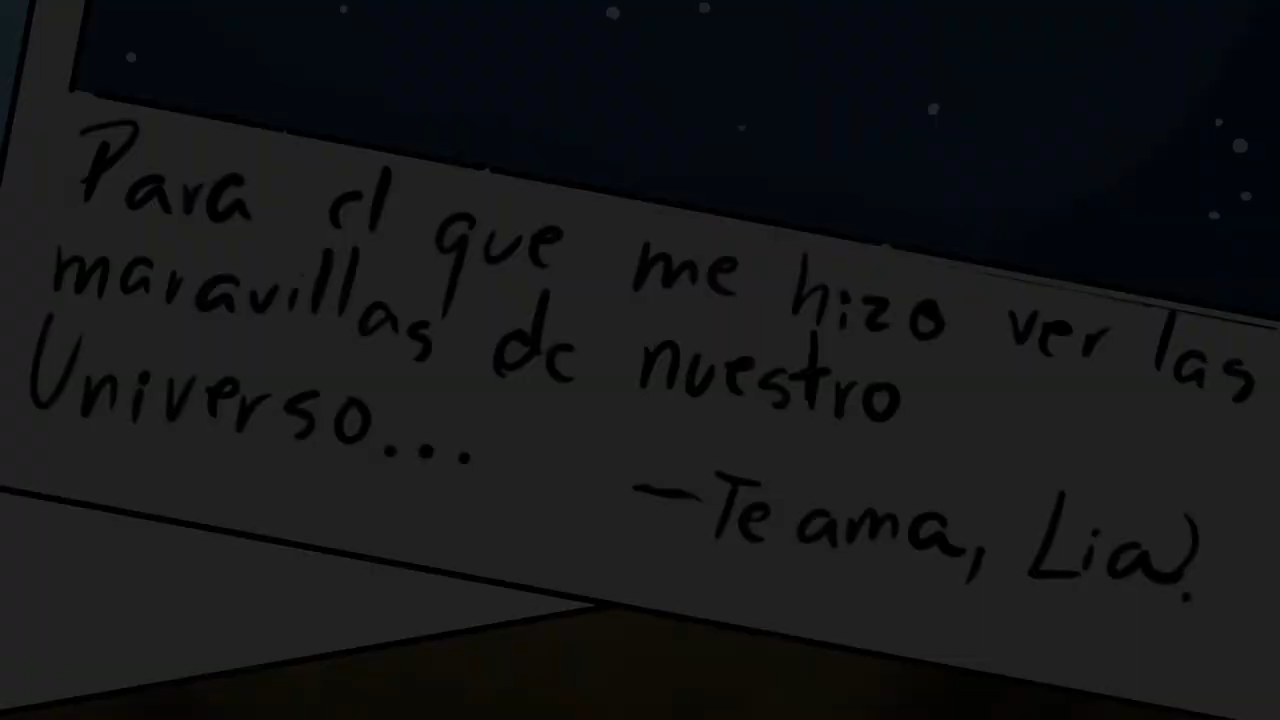 Para el que me hizo ver las
maravillas de nuestro
Universo...
—Te ama, Lia